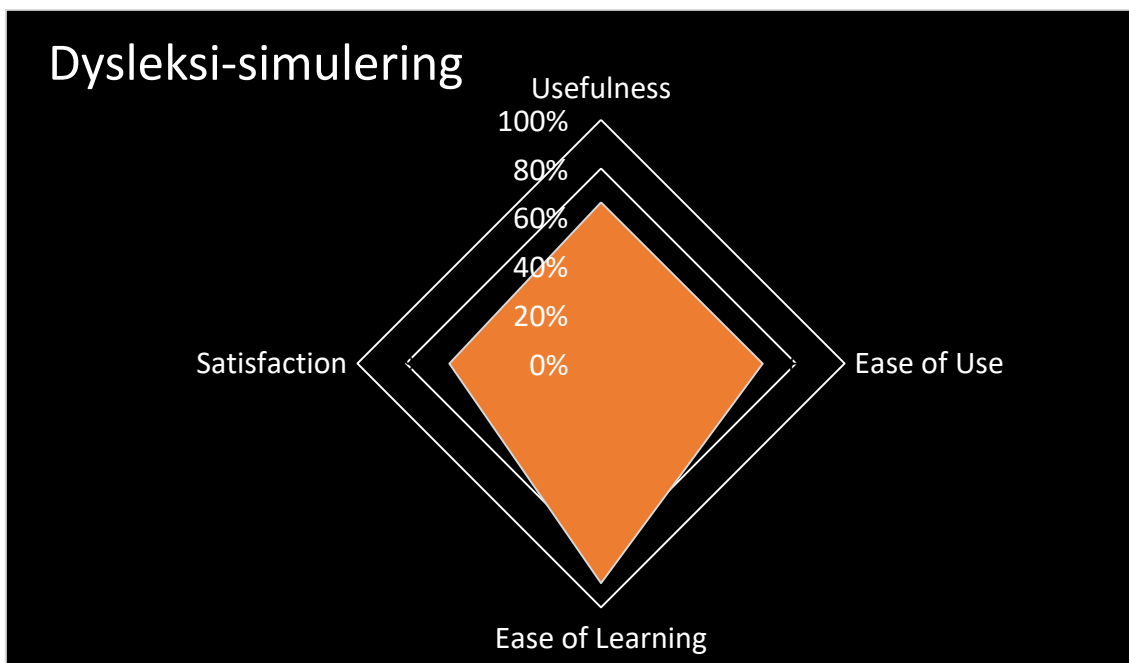 Dysleksi-simulering
Usefulness
100%
80%
60%
40%
20%
0%
Satisfaction
Ease of Use
Ease of Learning